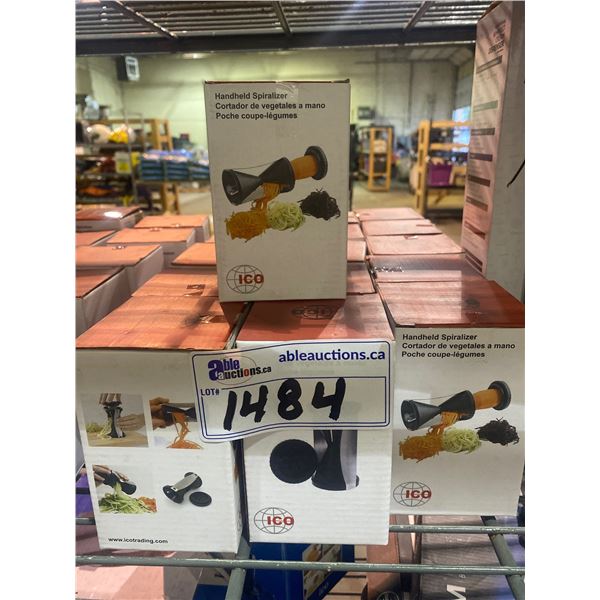 Handheld Spiralizer
Cortador de vegetales a mano
Poche coupe-légumes
ICO
ableauctions.ca
able
auctions.ca
LOT#
1484
Handheld Spiralizer
Cortador de vegetales a mano
Poche coupe-légumes
ICO
ICO
www.icotrading.com